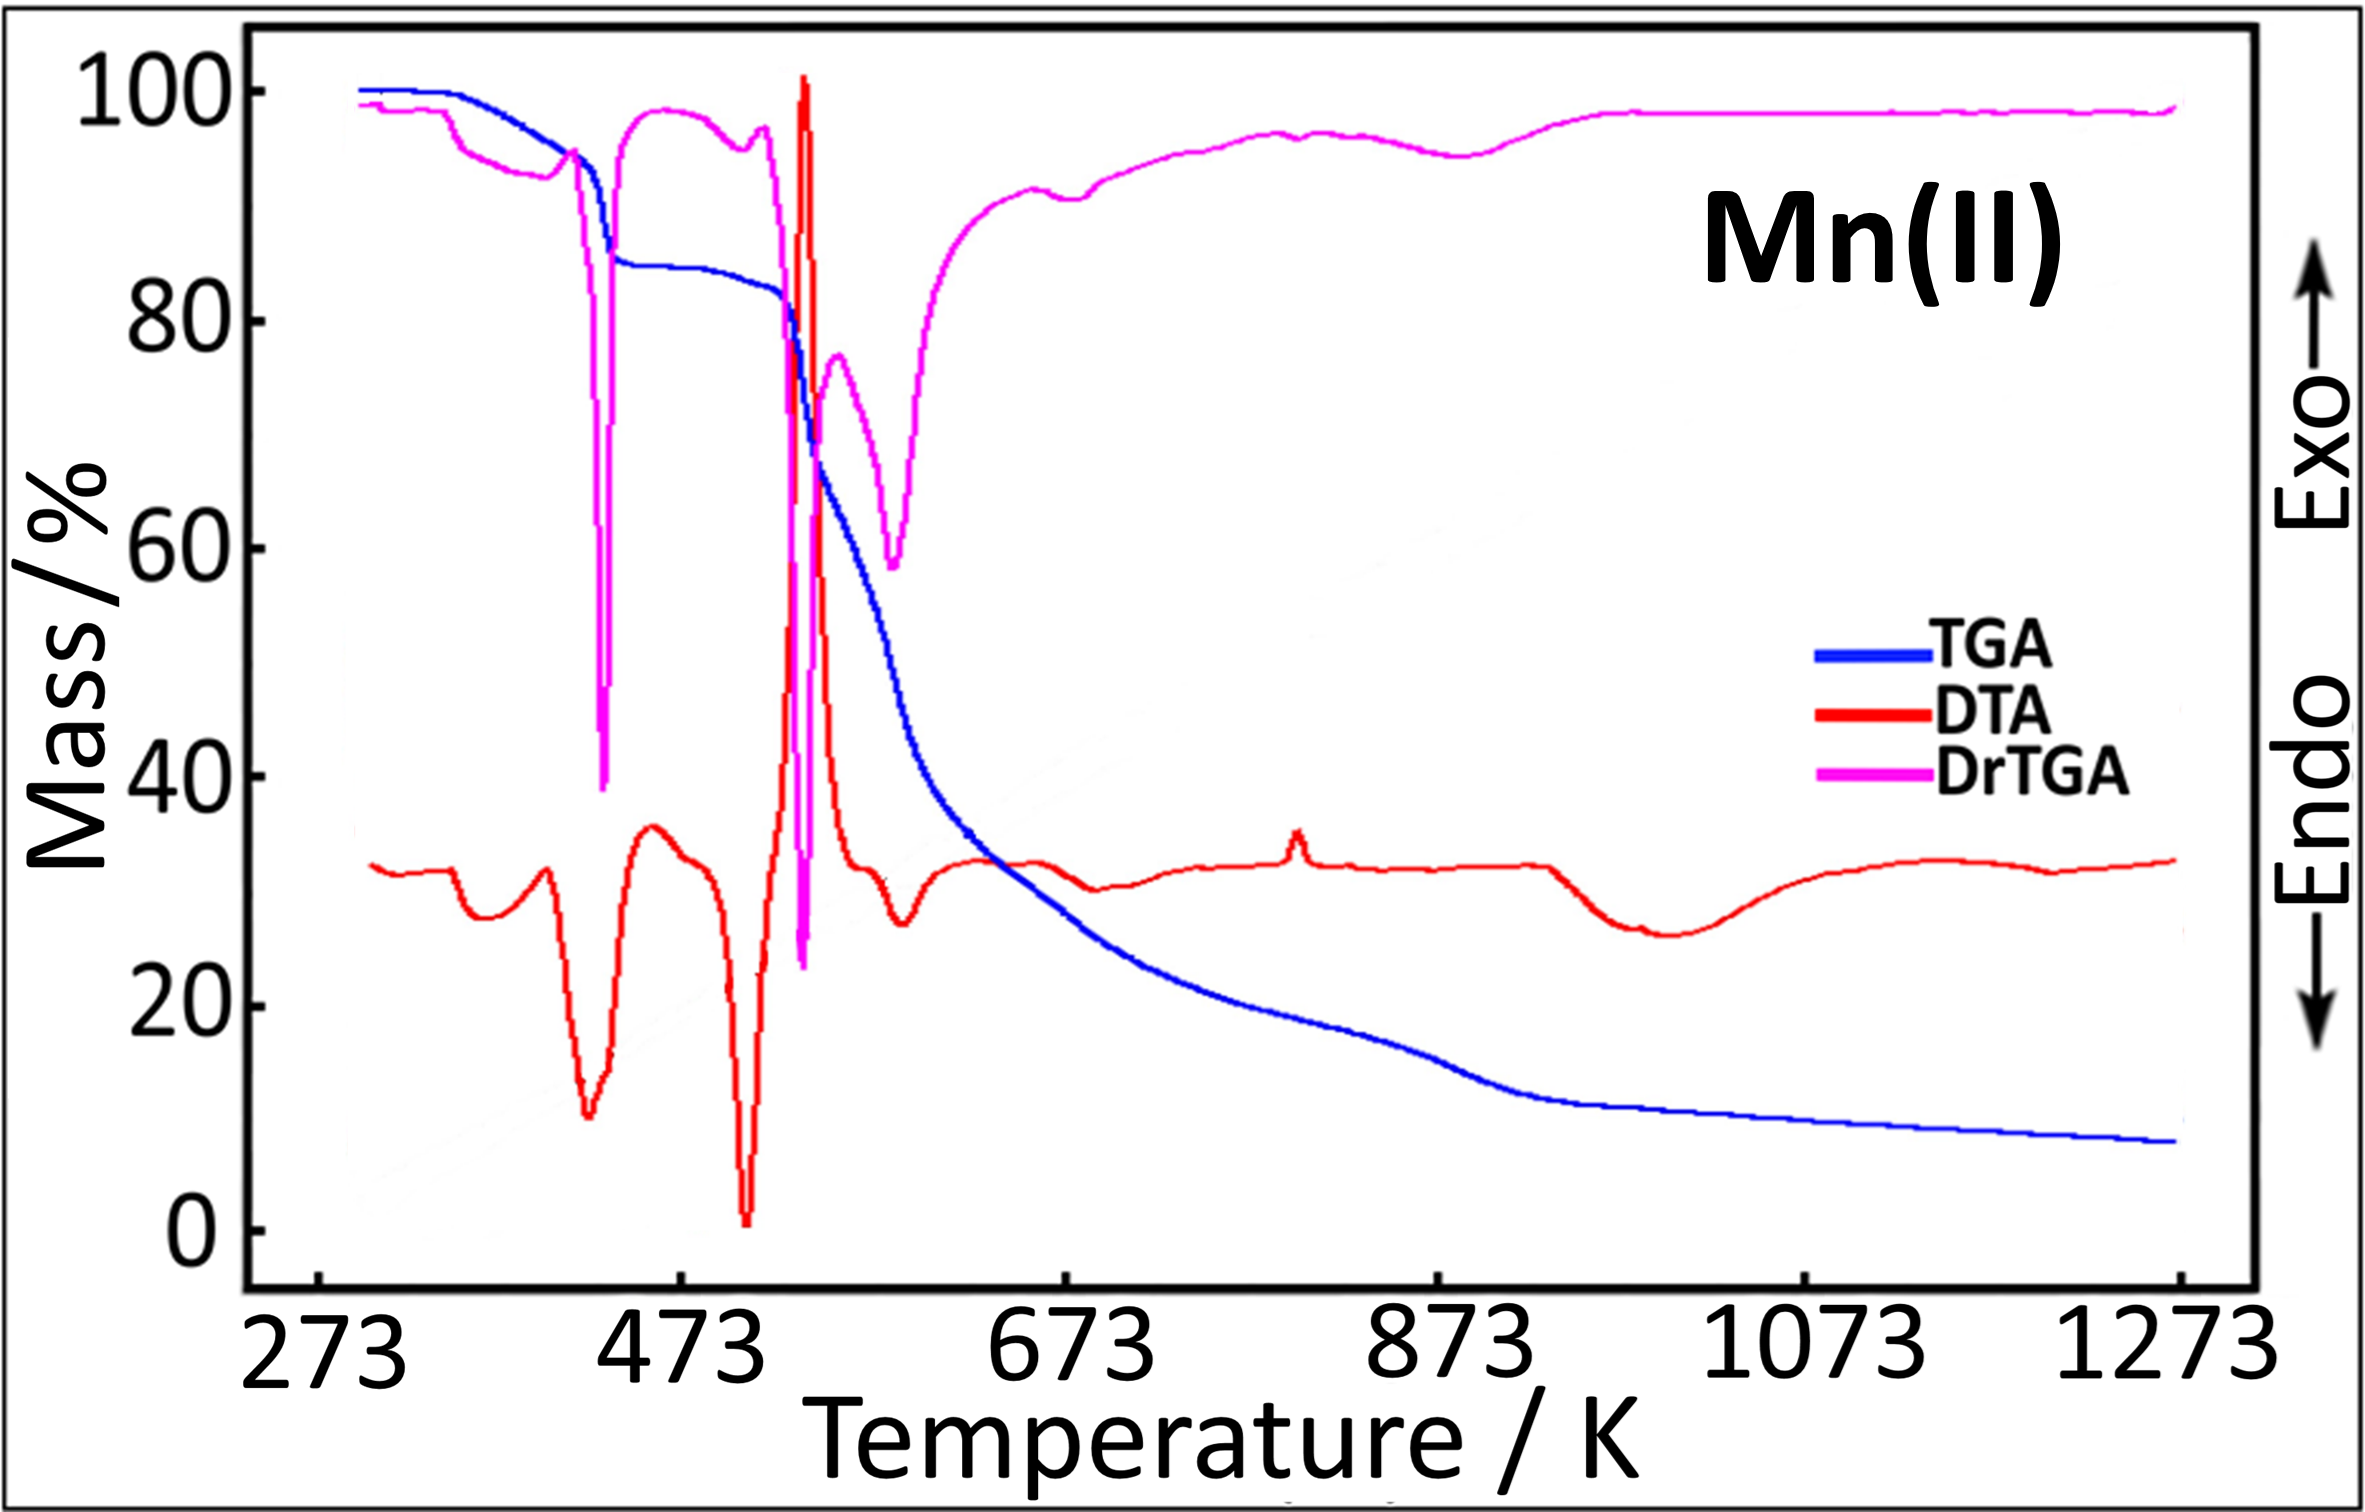 Mass / %
100
80
60
40
20
0
Mn(II)
TGA
DTA
DrTGA
Exo
Endo
273 473 673 873 1073 1273
Temperature / K